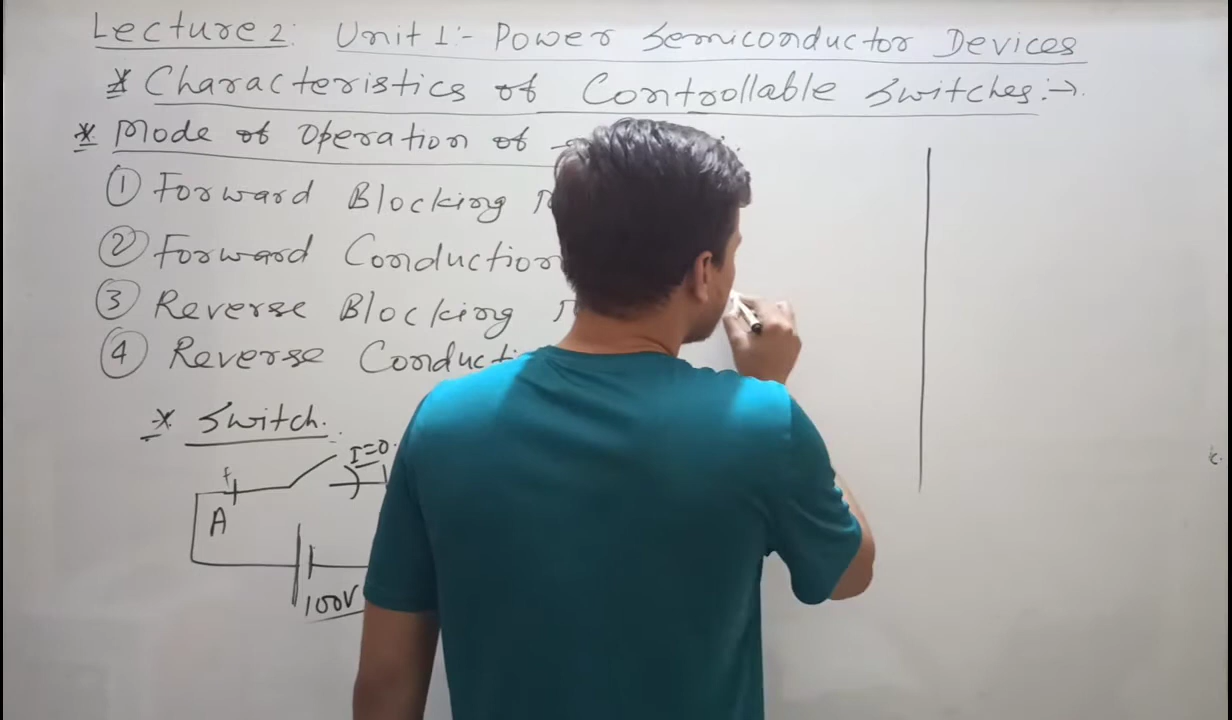 Lecture 2: Unit 1:- Power Semiconductor Devices
* Characteristics of Controllable Switches:→
* Mode of Operation of
① Forward Blocking
② Forward Conduction
③ Reverse Blocking
④ Reverse
* Switch.
I=0
+
A
100V